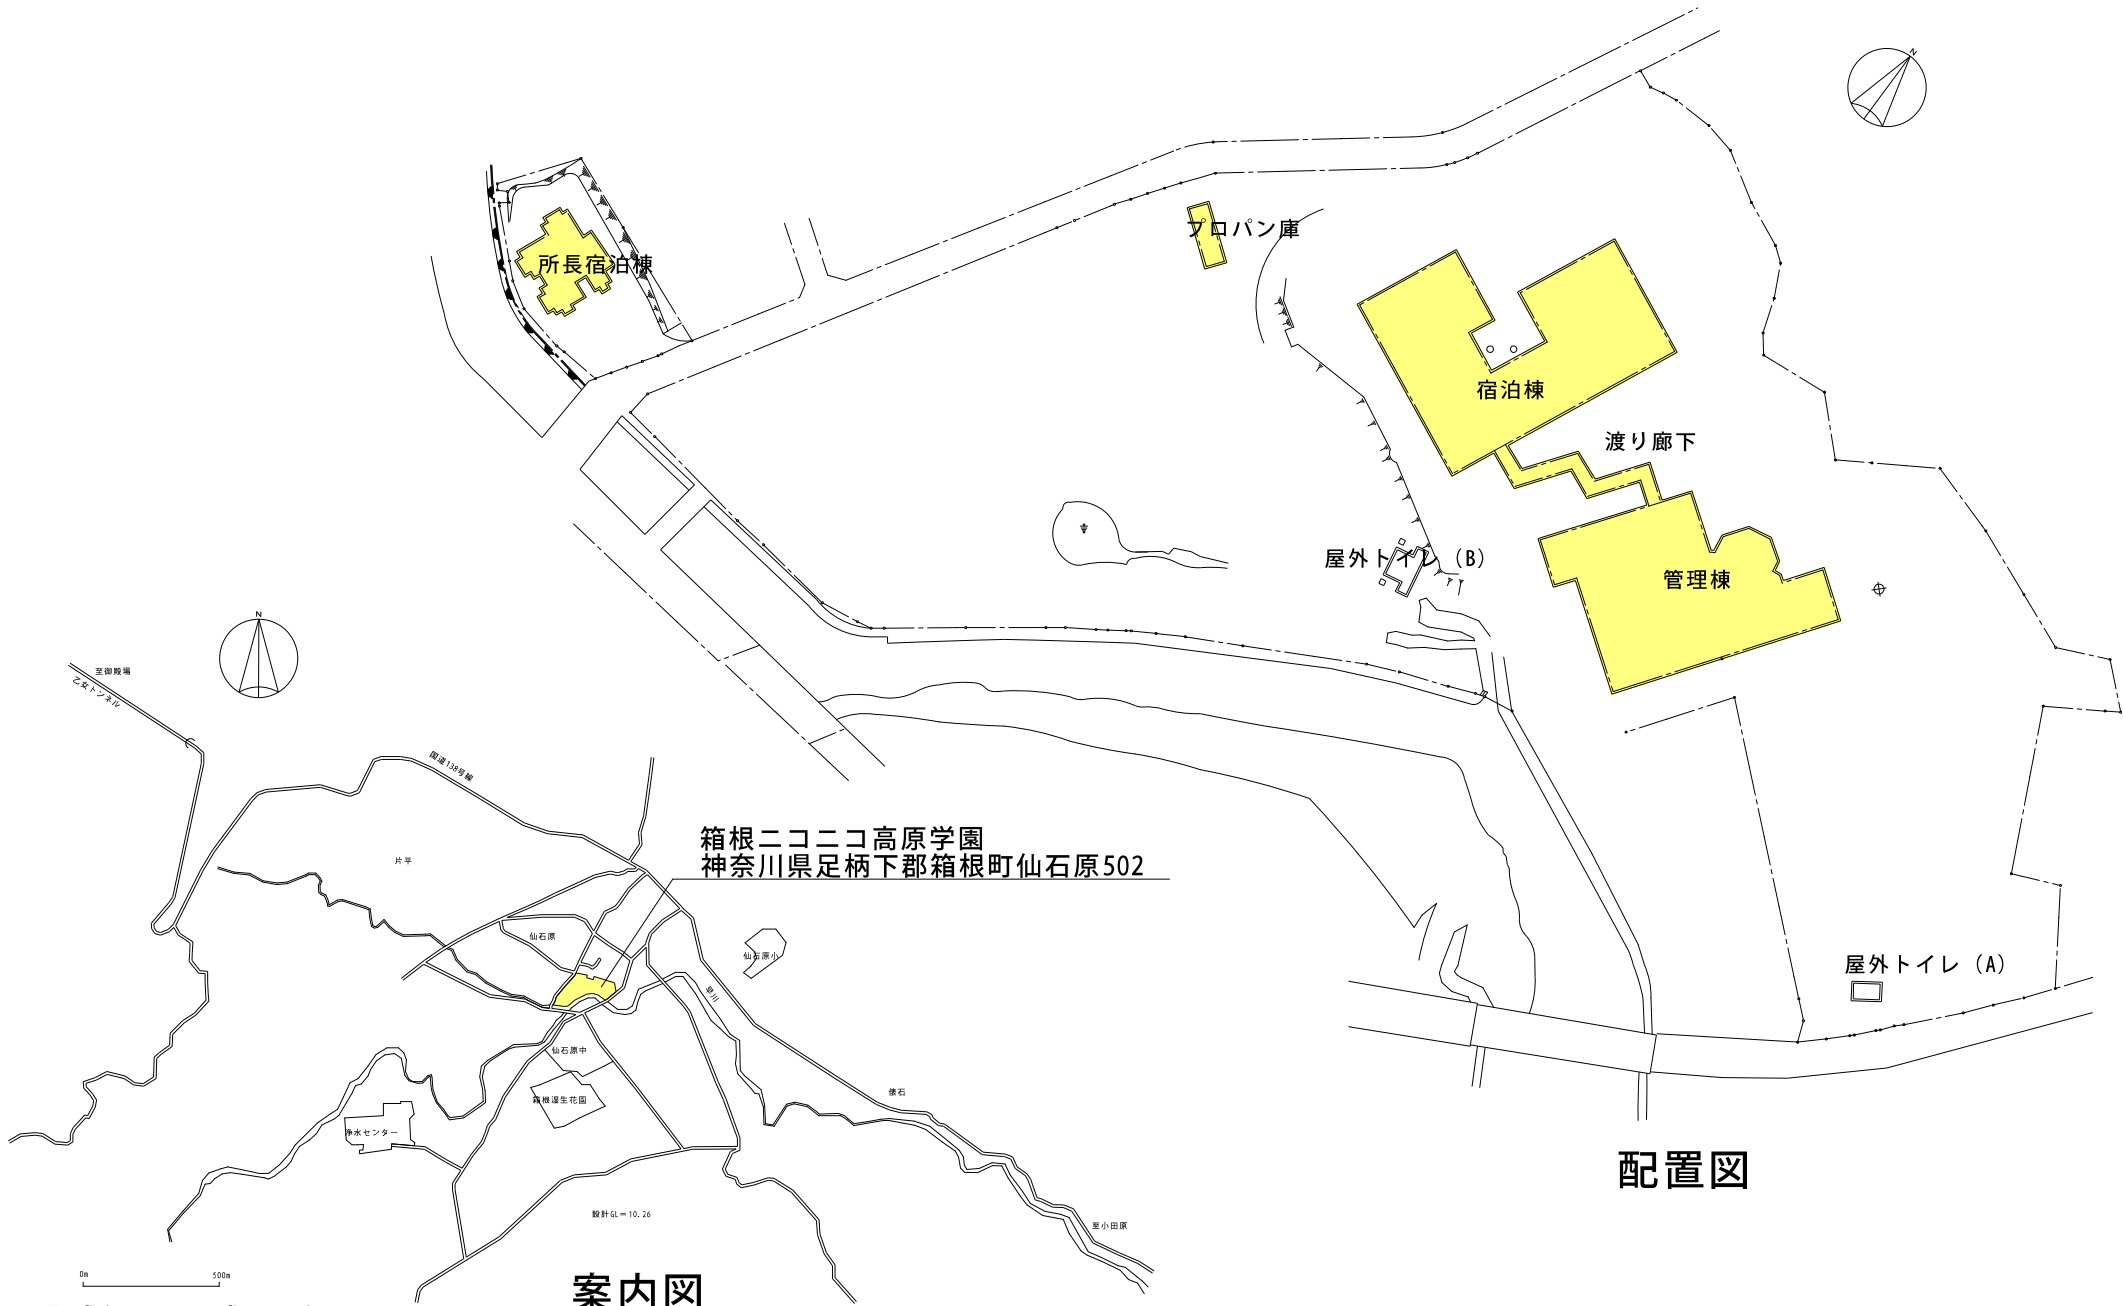 N
プロパン庫
所長宿泊棟
宿泊棟
渡り廊下
屋外トイレ（B）
管理棟
屋外トイレ（A）
配置図
N
至御殿場
乙女トンネル
国道138号線
箱根ニコニコ高原学園
神奈川県足柄下郡箱根町仙石原502
片平
仙石原
仙石原小
早川
仙石原中
俵石
箱根湿生花園
浄水センター
設計GL＝10.26
至小田原
0m
500m
案内図